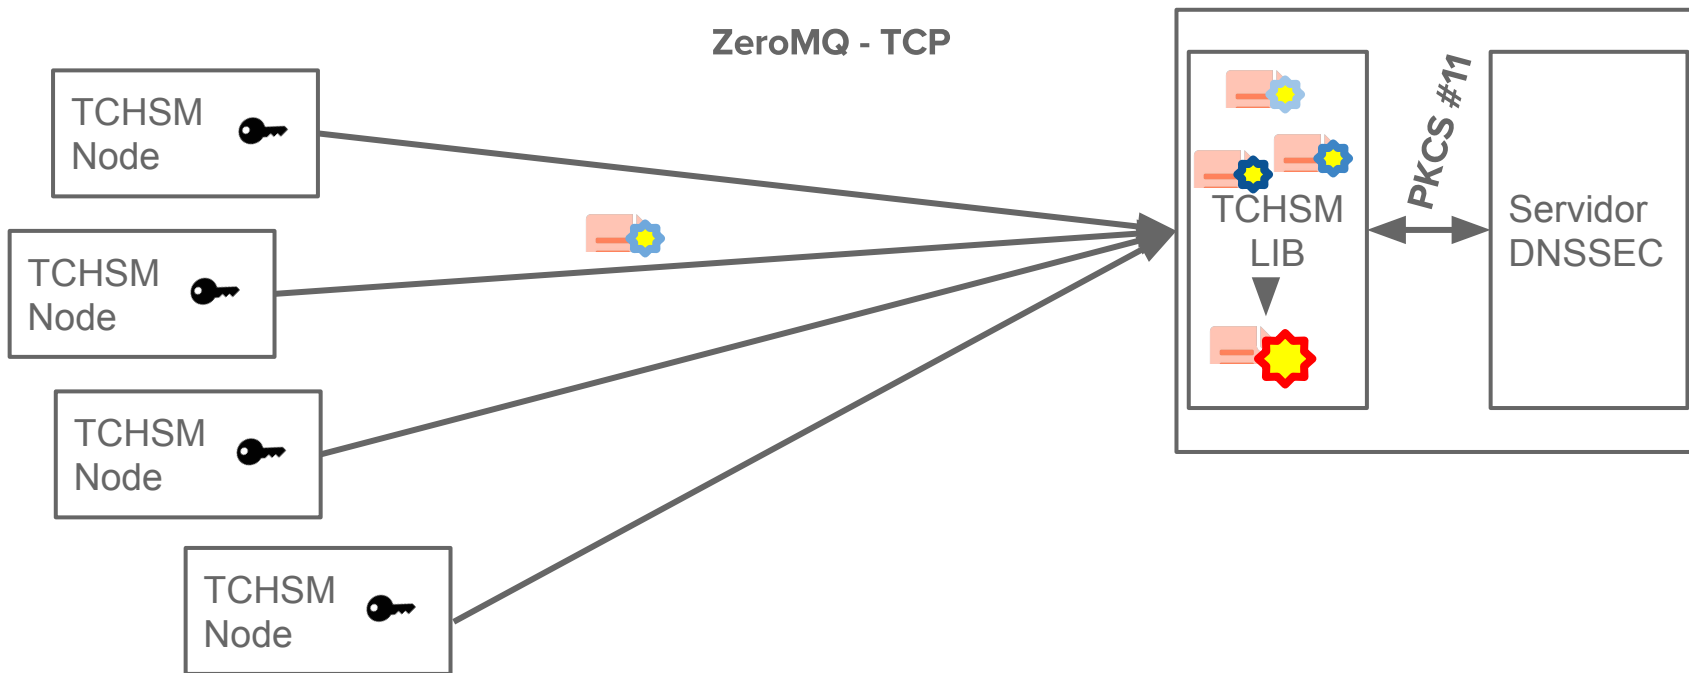 ZeroMQ - TCP
TCHSM
Node
TCHSM
Node
TCHSM
Node
TCHSM
Node
TCHSM
LIB
PKCS #11
Servidor
DNSSEC